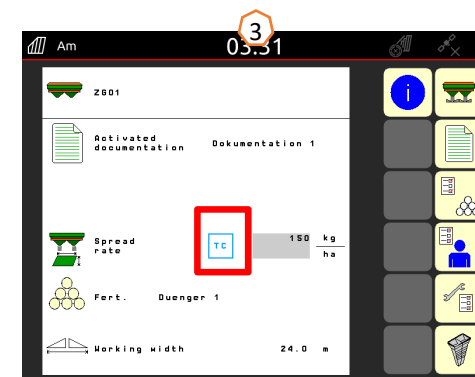 3
Am 03:31
i
ZG01
Activated
documentation Dokumentation 1
Spread
rate TC 150 kg
ha
Fert. Duenger 1
Working width 24.0 m